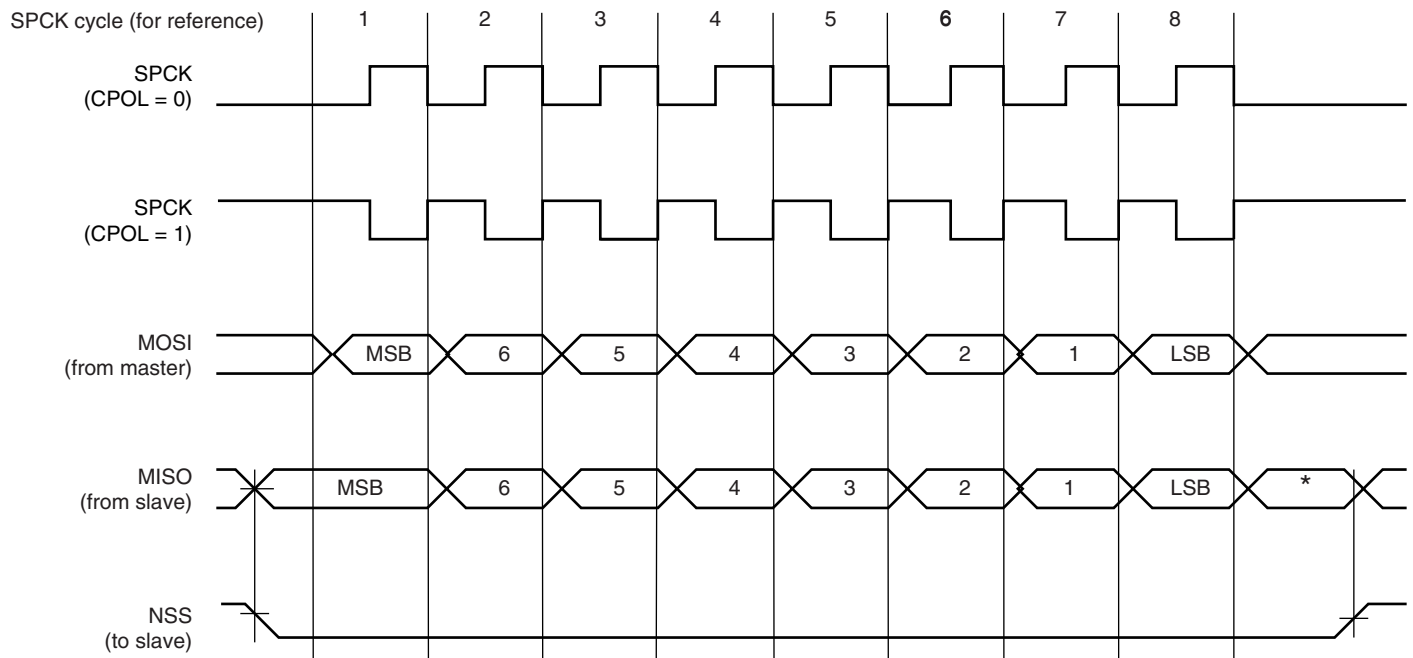 SPCK cycle (for reference) 1 2 3 4 5 6 7 8
SPCK
(CPOL = 0)
SPCK
(CPOL = 1)
MOSI
(from master)
MSB 6 5 4 3 2 1 LSB
MISO
(from slave)
MSB 6 5 4 3 2 1 LSB *
NSS
(to slave)